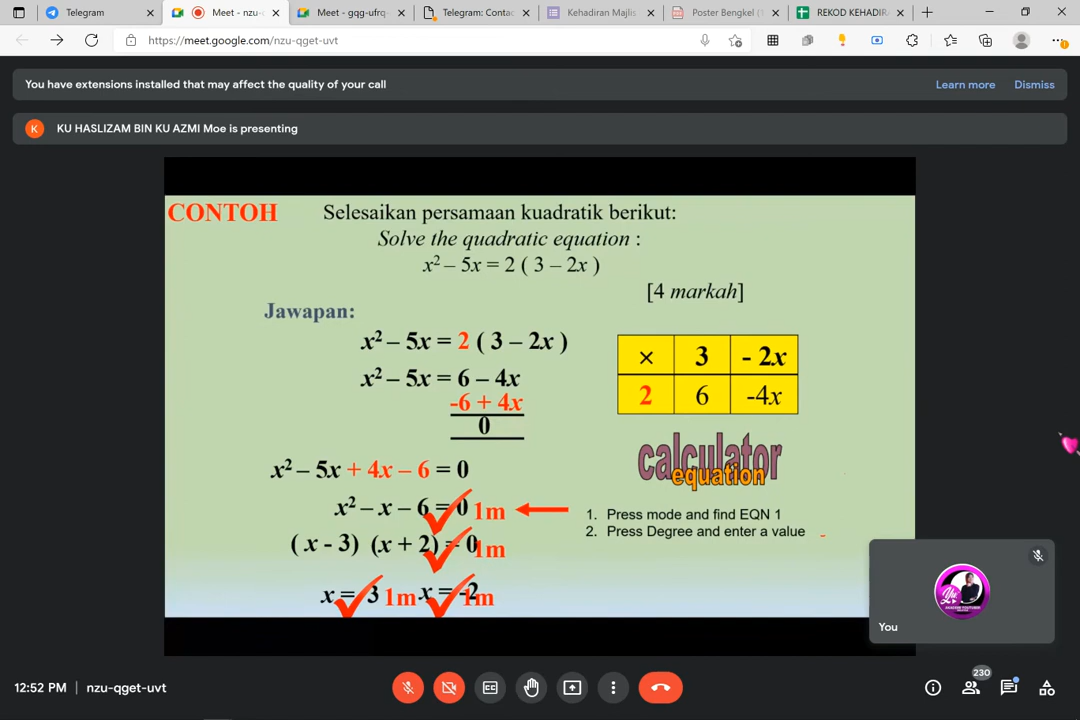 Telegram
Meet - nzu-
Meet - gqg-ufrq-
Telegram: Contac
Kehadiran Majlis
Poster Bengkel (1
REKOD KEHADIRA
https://meet.google.com/nzu-qget-uvt
You have extensions installed that may affect the quality of your call
Learn more
Dismiss
K
KU HASLIZAM BIN KU AZMI Moe is presenting
CONTOH
Selesaikan persamaan kuadratik berikut:
Solve the quadratic equation :
x² – 5x = 2 ( 3 – 2x )
[4 markah]
Jawapan:
x² – 5x = 2 ( 3 – 2x )
x² – 5x = 6 – 4x
-6 + 4x
0
x² – 5x + 4x – 6 = 0
x² – x – 6 = 0 1m
( x - 3) (x + 2) = 0 1m
x = 3 1m x = -2 1m
× 3 - 2x
2 6 -4x
calculator
equation
1. Press mode and find EQN 1
2. Press Degree and enter a value
You
12:52 PM | nzu-qget-uvt
230